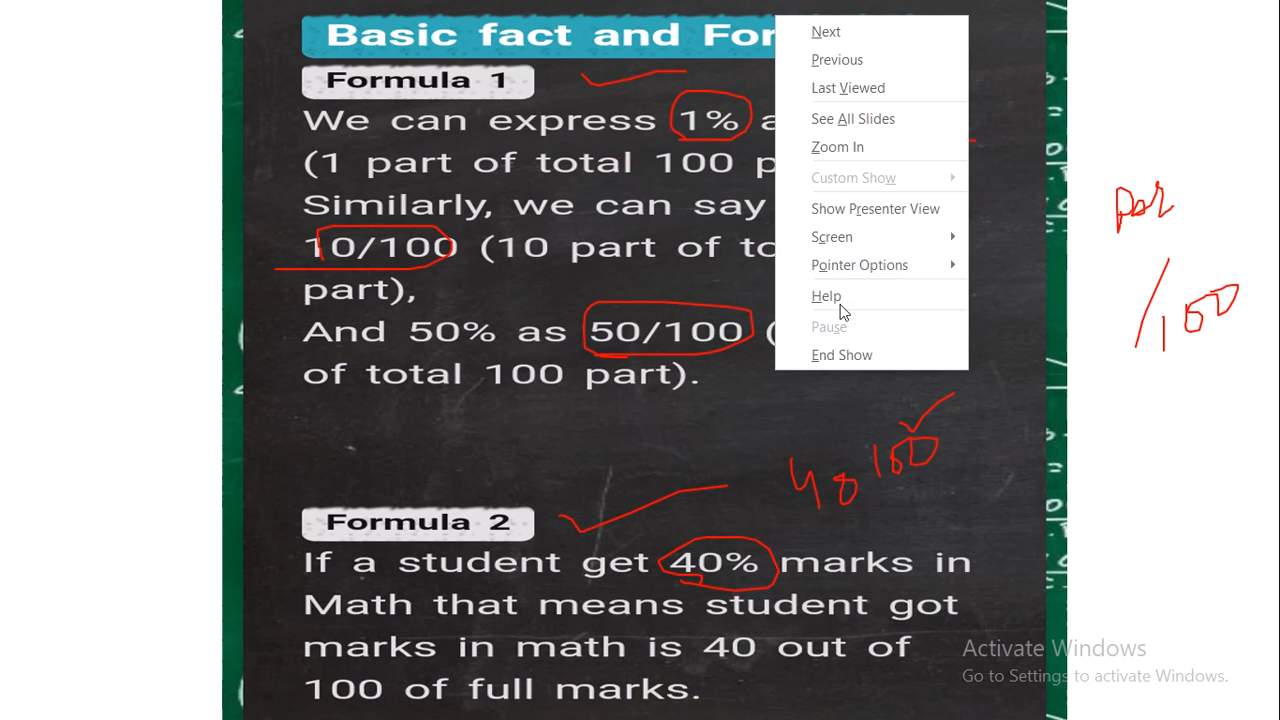 Basic fact and For
Formula 1
We can express 1% a
(1 part of total 100 p
Similarly, we can say
10/100 (10 part of to
part),
And 50% as 50/100 (
of total 100 part).
Next
Previous
Last Viewed
See All Slides
Zoom In
Custom Show
Show Presenter View
Screen
Pointer Options
Help
Pause
End Show
/100
40 100
Formula 2
If a student get 40% marks in
Math that means student got
marks in math is 40 out of
100 of full marks.
Activate Windows
Go to Settings to activate Windows.